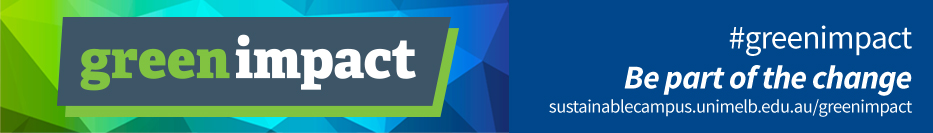 greenimpact
#greenimpact
Be part of the change
sustainablecampus.unimelb.edu.au/greenimpact